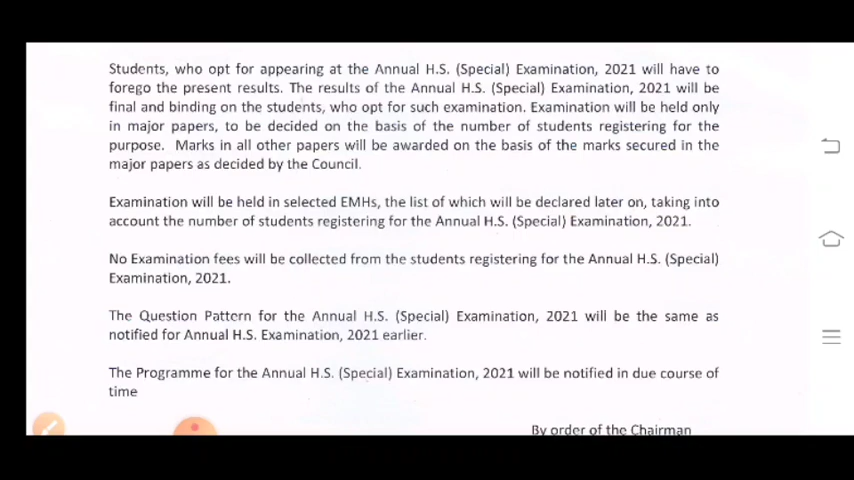 Students, who opt for appearing at the Annual H.S. (Special) Examination, 2021 will have to
forego the present results. The results of the Annual H.S. (Special) Examination, 2021 will be
final and binding on the students, who opt for such examination. Examination will be held only
in major papers, to be decided on the basis of the number of students registering for the
purpose. Marks in all other papers will be awarded on the basis of the marks secured in the
major papers as decided by the Council.
Examination will be held in selected EMHs, the list of which will be declared later on, taking into
account the number of students registering for the Annual H.S. (Special) Examination, 2021.
No Examination fees will be collected from the students registering for the Annual H.S. (Special)
Examination, 2021.
The Question Pattern for the Annual H.S. (Special) Examination, 2021 will be the same as
notified for Annual H.S. Examination, 2021 earlier.
The Programme for the Annual H.S. (Special) Examination, 2021 will be notified in due course of
time
By order of the Chairman